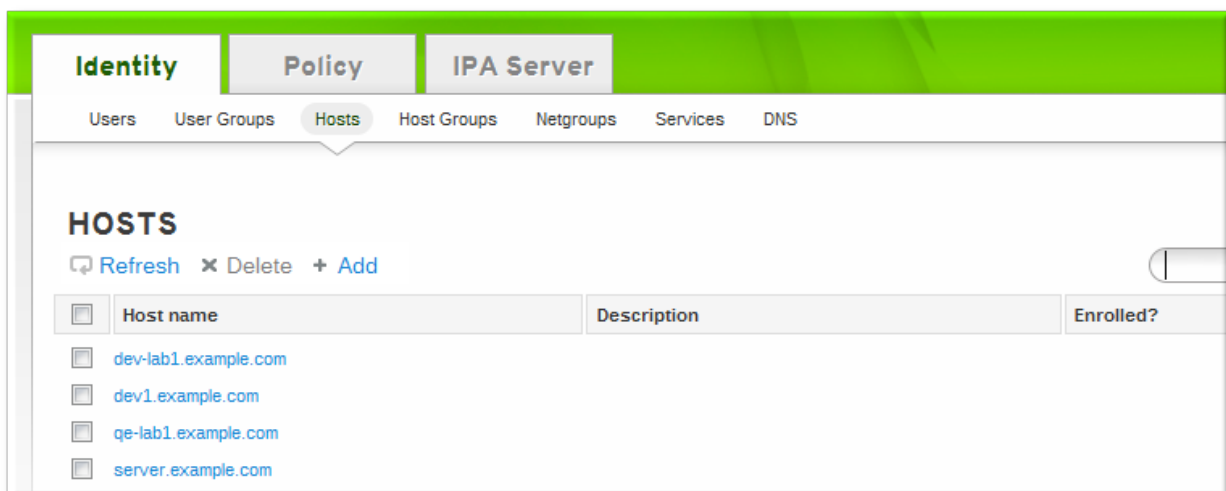 Identity Policy IPA Server
Users User Groups Hosts Host Groups Netgroups Services DNS
HOSTS
Refresh Delete Add
Host name Description Enrolled?
dev-lab1.example.com
dev1.example.com
qe-lab1.example.com
server.example.com